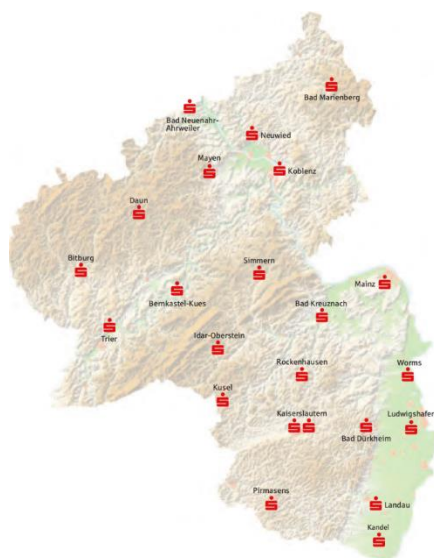 Bad Marienberg
Bad Neuenahr-
Ahrweiler
Neuwied
Mayen
Koblenz
Daun
Bitburg
Simmern
Mainz
Bernkastel-Kues
Bad Kreuznach
Trier
Idar-Oberstein
Rockenhausen
Worms
Kusel
Kaiserslautern
Ludwigshafen
Bad Dürkheim
Pirmasens
Landau
Kandel